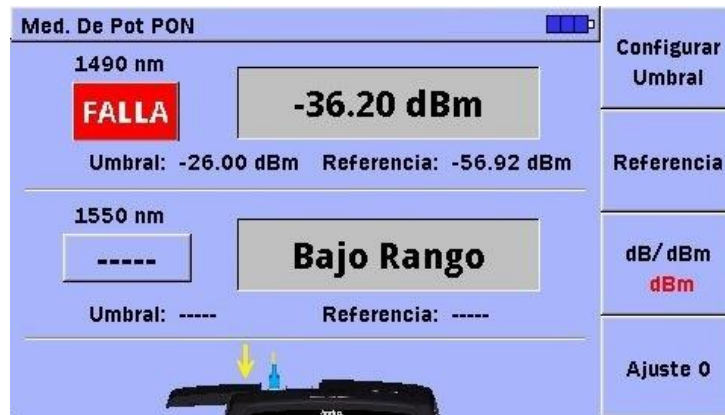 Med. De Pot PON
1490 nm
FALLA
-36.20 dBm
Umbral: -26.00 dBm Referencia: -56.92 dBm
1550 nm
-----
Bajo Rango
Umbral: ----- Referencia: -----
Configurar
Umbral
Referencia
dB/dBm
dBm
Ajuste 0